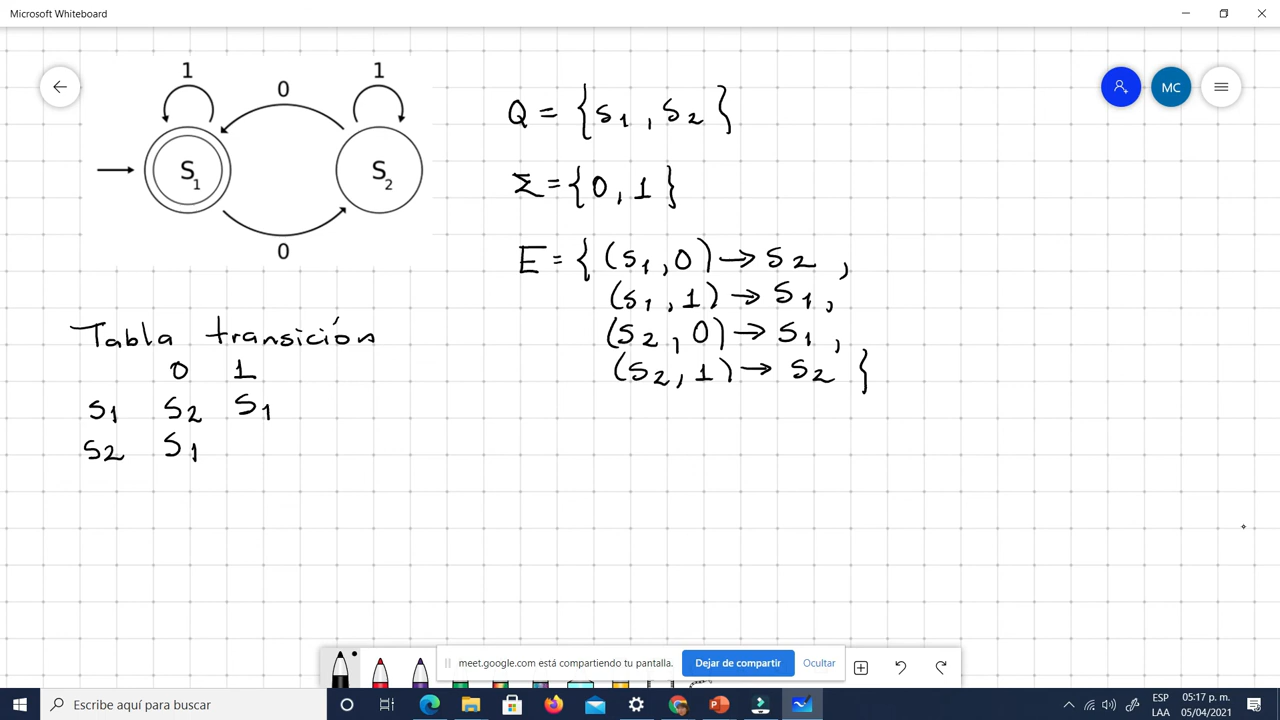 Microsoft Whiteboard
1 1
0
S1 S2
0
Q = {S1, S2}
MC
Σ = {0, 1}
E = {(S1, 0) → S2,
(S1, 1) → S1,
(S2, 0) → S1,
(S2, 1) → S2}
Tabla transición
0 1
S1 S2 S1
S2 S1
meet.google.com está compartiendo tu pantalla. Dejar de compartir Ocultar
Escribe aquí para buscar
ESP 05:17 p. m.
LAA 05/04/2021